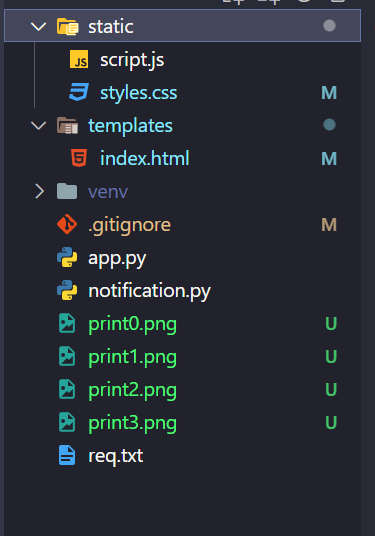 static
JS script.js
styles.css M
templates
index.html M
venv
.gitignore M
app.py
notification.py
print0.png U
print1.png U
print2.png U
print3.png U
req.txt